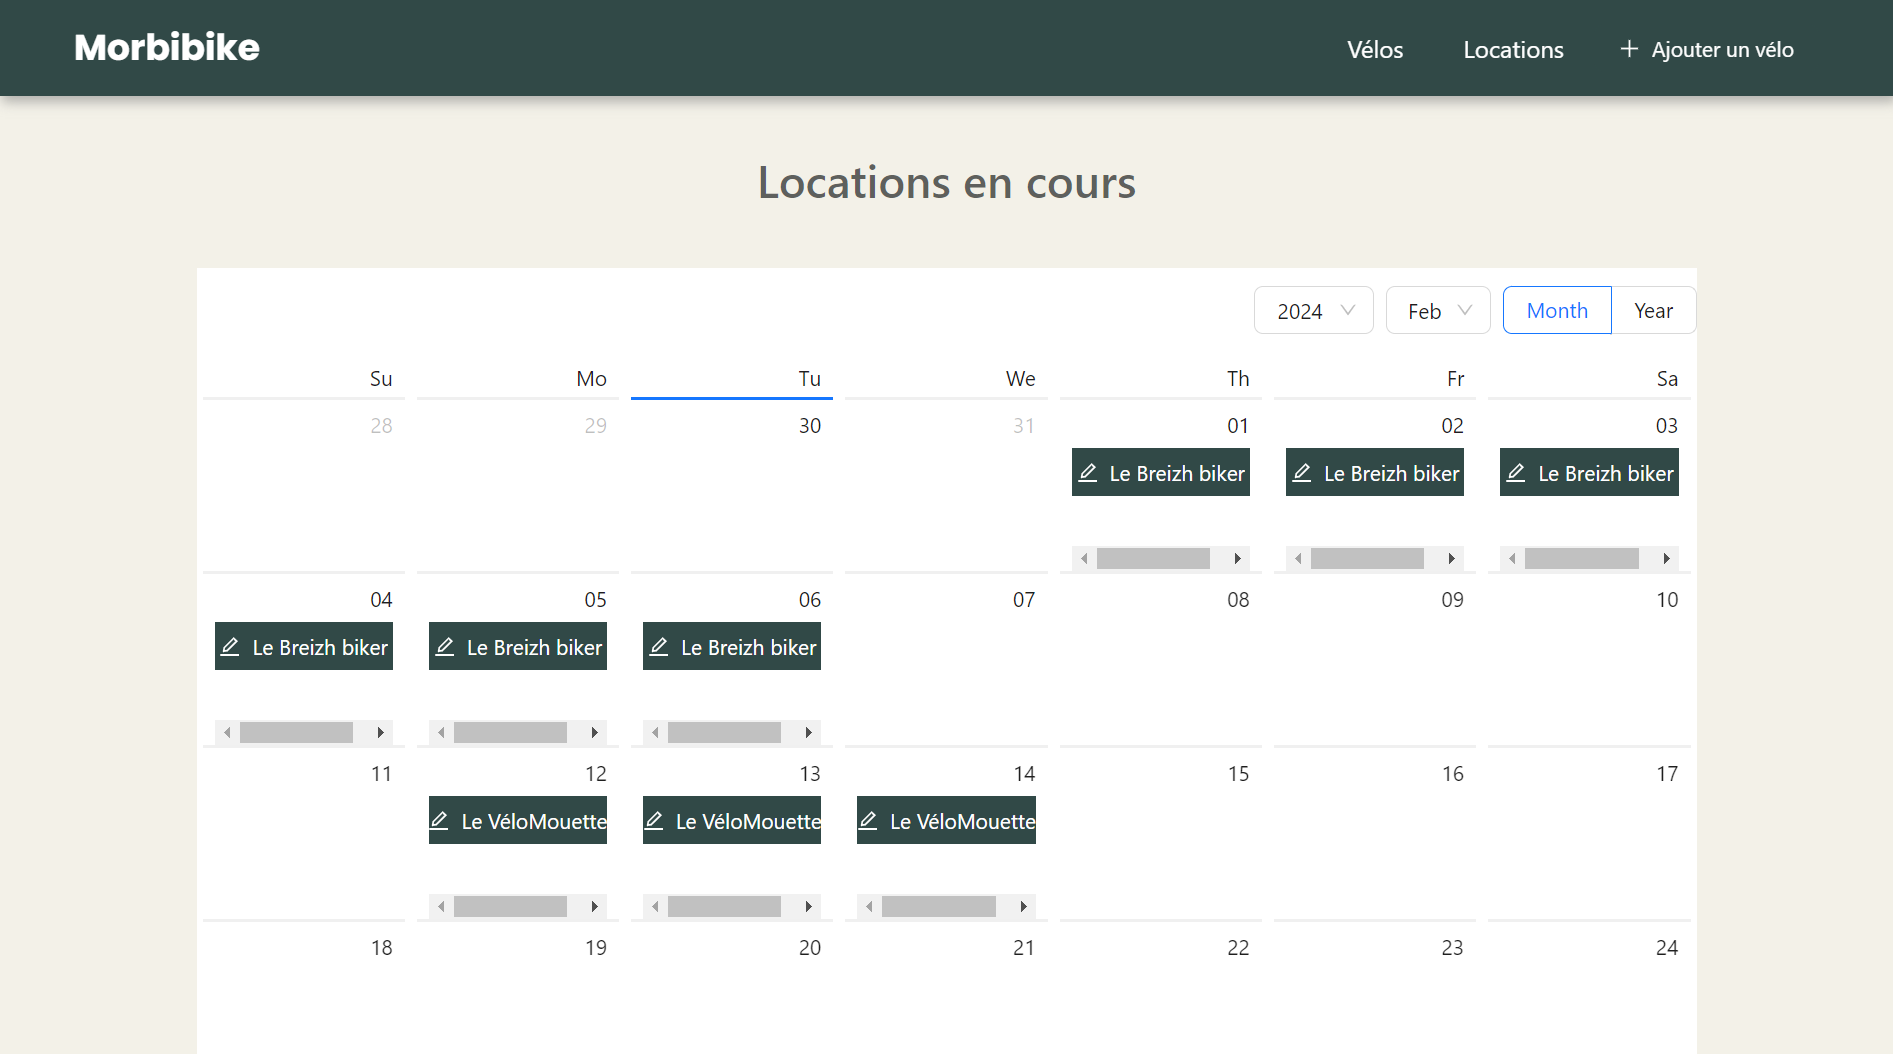 Morbibike
Vélos Locations + Ajouter un vélo
Locations en cours
2024 Feb Month Year
Su Mo Tu We Th Fr Sa
28 29 30 31 01 02 03
Le Breizh biker Le Breizh biker Le Breizh biker
04 05 06 07 08 09 10
Le Breizh biker Le Breizh biker Le Breizh biker
11 12 13 14 15 16 17
Le VéloMouette Le VéloMouette Le VéloMouette
18 19 20 21 22 23 24